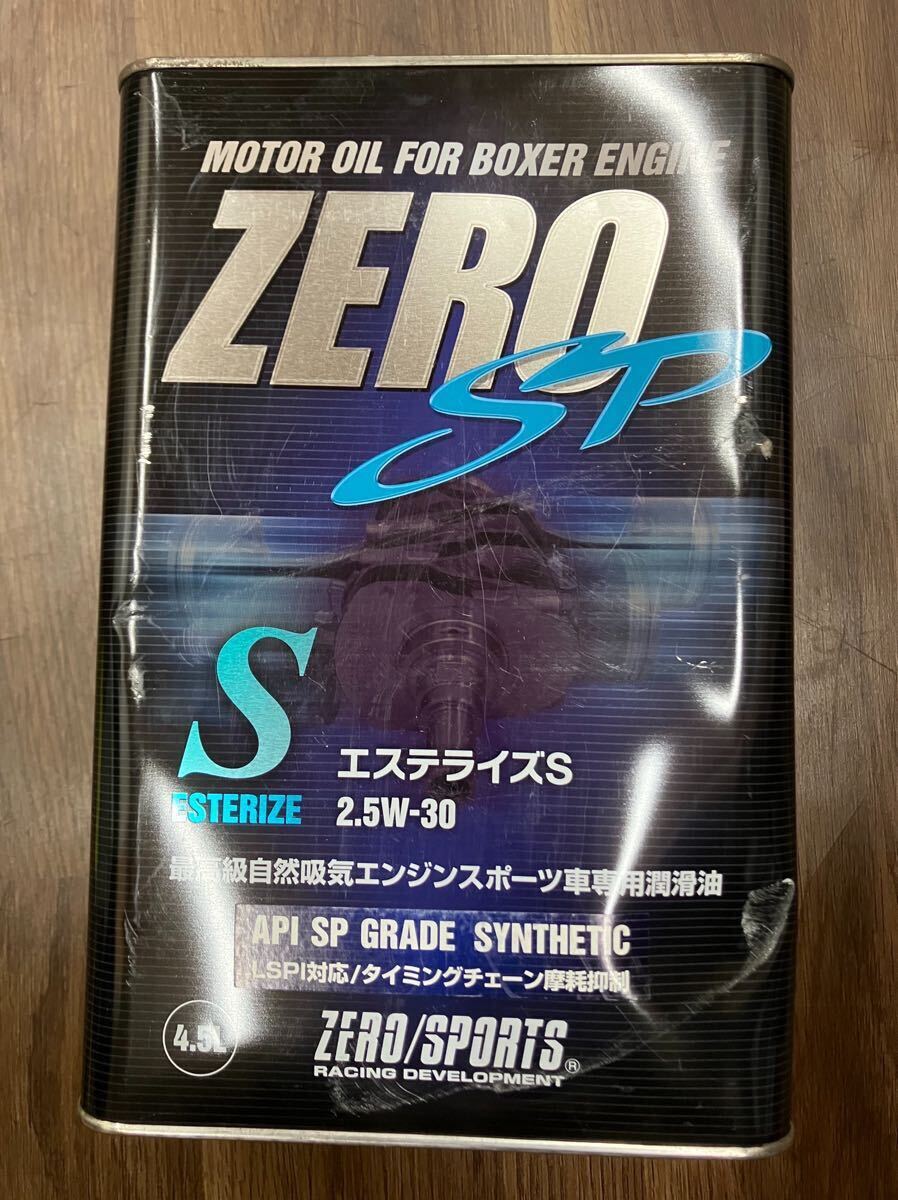 MOTOR OIL FOR BOXER ENGINE
ZERO
SP
S
ESTERIZE
エステライズS
2.5W-30
最高級自然吸気エンジンスポーツ車専用潤滑油
API SP GRADE SYNTHETIC
LSPI対応/タイミングチェーン摩耗抑制
4.5L
ZERO/SPORTS®
RACING DEVELOPMENT